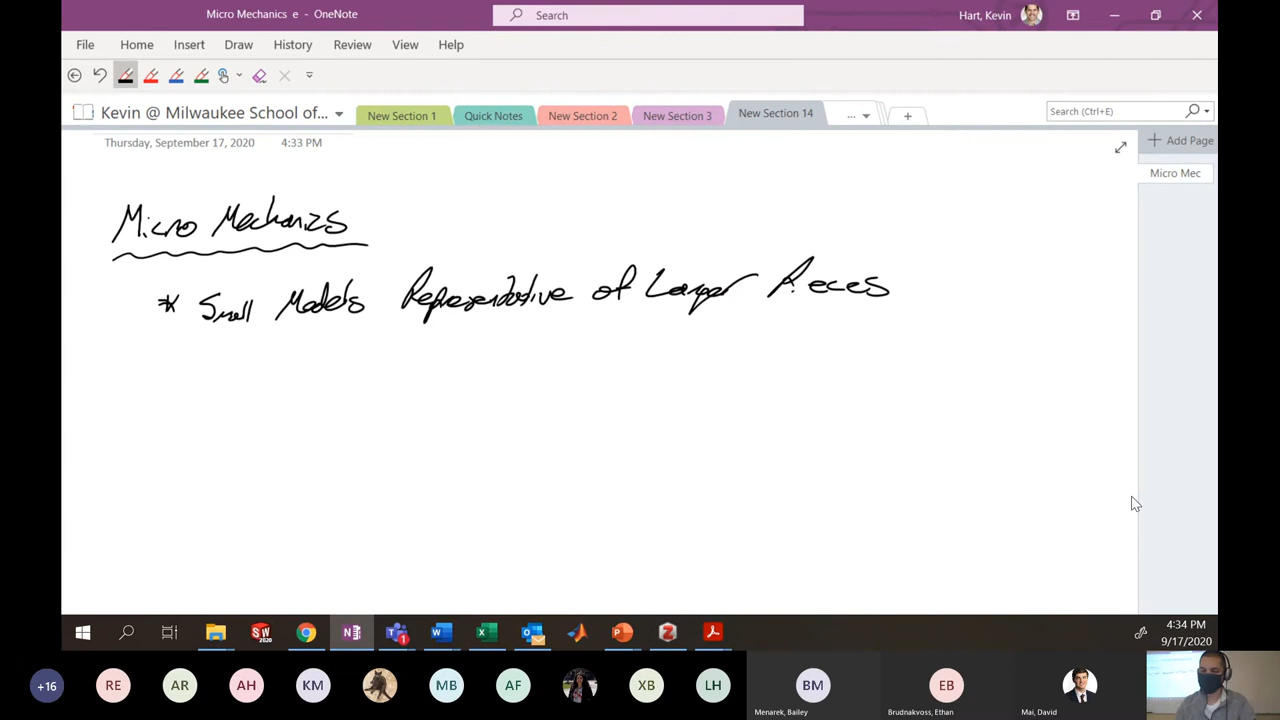 Micro Mechanics e - OneNote
Search
Hart, Kevin
File Home Insert Draw History Review View Help
Kevin @ Milwaukee School of...
New Section 1
Quick Notes
New Section 2
New Section 3
New Section 14
...
Search (Ctrl+E)
Thursday, September 17, 2020 4:33 PM
Add Page
Micro Mec
Micro Mechanics
* Small Models Representative of Larger Pieces
SW
2020
1
4:34 PM
9/17/2020
+16
RE
AR
AH
KM
MB
AF
XB
LH
BM
Menarek, Bailey
EB
Brudnakvoss, Ethan
Mai, David